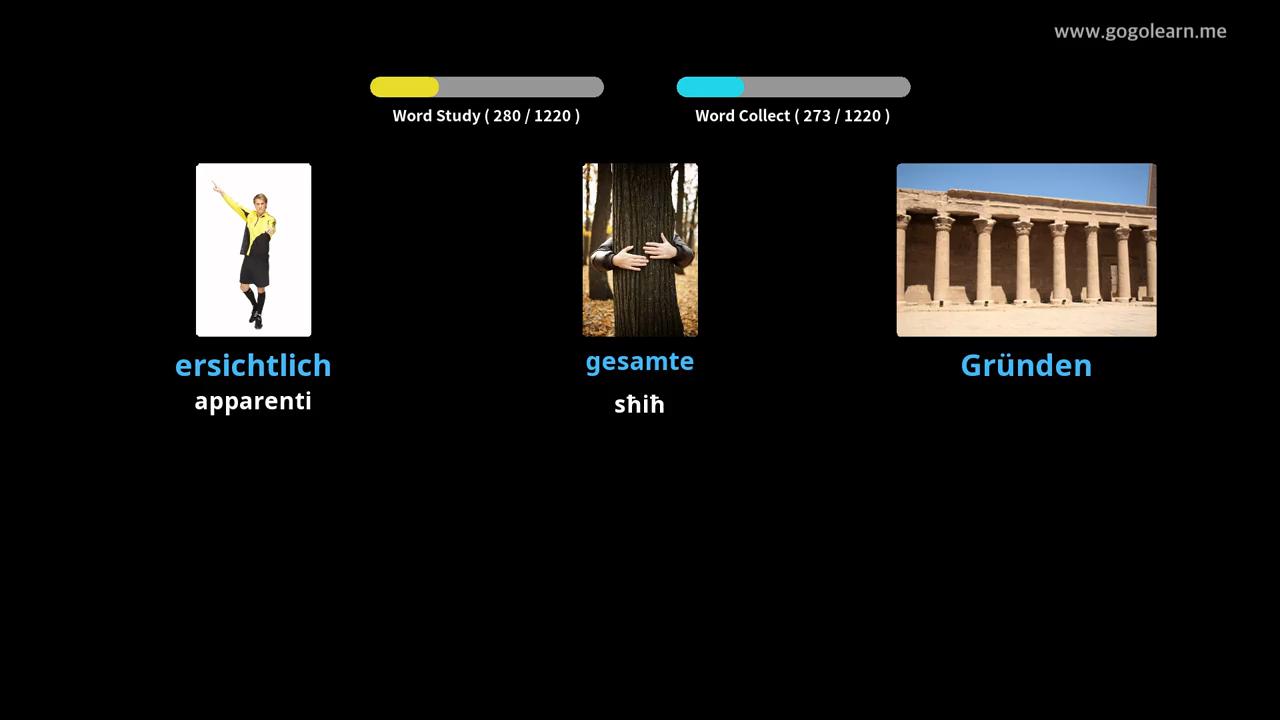 www.gogolearn.me
Word Study ( 280 / 1220 )
Word Collect ( 273 / 1220 )
ersichtlich
apparenti
gesamte
sħiħ
Gründen